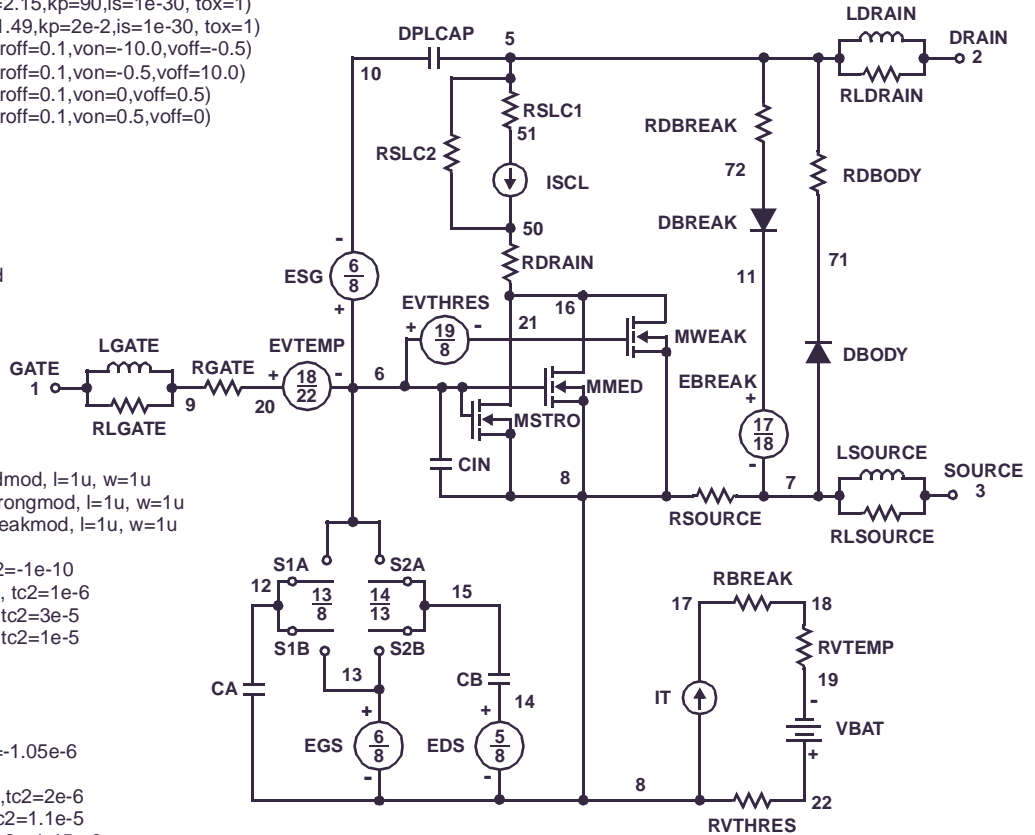 =2.15,kp=90,is=1e-30, tox=1)
1.49,kp=2e-2,is=1e-30, tox=1)
roff=0.1,von=-10.0,voff=-0.5)
roff=0.1,von=-0.5,voff=10.0)
roff=0.1,von=0,voff=0.5)
roff=0.1,von=0.5,voff=0)
LDRAIN
DPLCAP 5 DRAIN
10 2
RLDRAIN
RSLC1
51
RSLC2
ISCL
RDBREAK
72
RDBODY
DBREAK
50
71
RDRAIN
11
-
ESG
6
8
+
EVTHRES
+ 19 -
8
16
21
MWEAK
LGATE
GATE
1
RGATE
EVTEMP
+ 18 -
22
6
9
20
RLGATE
MMED
EBREAK
+
17
18
-
DBODY
MSTRO
CIN
8
7
LSOURCE
SOURCE
3
RSOURCE
RLSOURCE
dmod, l=1u, w=1u
rongmod, l=1u, w=1u
eakmod, l=1u, w=1u
2=-1e-10
, tc2=1e-6
tc2=3e-5
tc2=1e-5
S1A S2A
12
13
8
14
13
15
S1B S2B
13
CA
CB
14
+ +
EGS
6
8
EDS
5
8
- -
8
RBREAK
17 18
RVTEMP
19
IT
-
VBAT
+
22
RVTHRES
=-1.05e-6
,tc2=2e-6
c2=1.1e-5